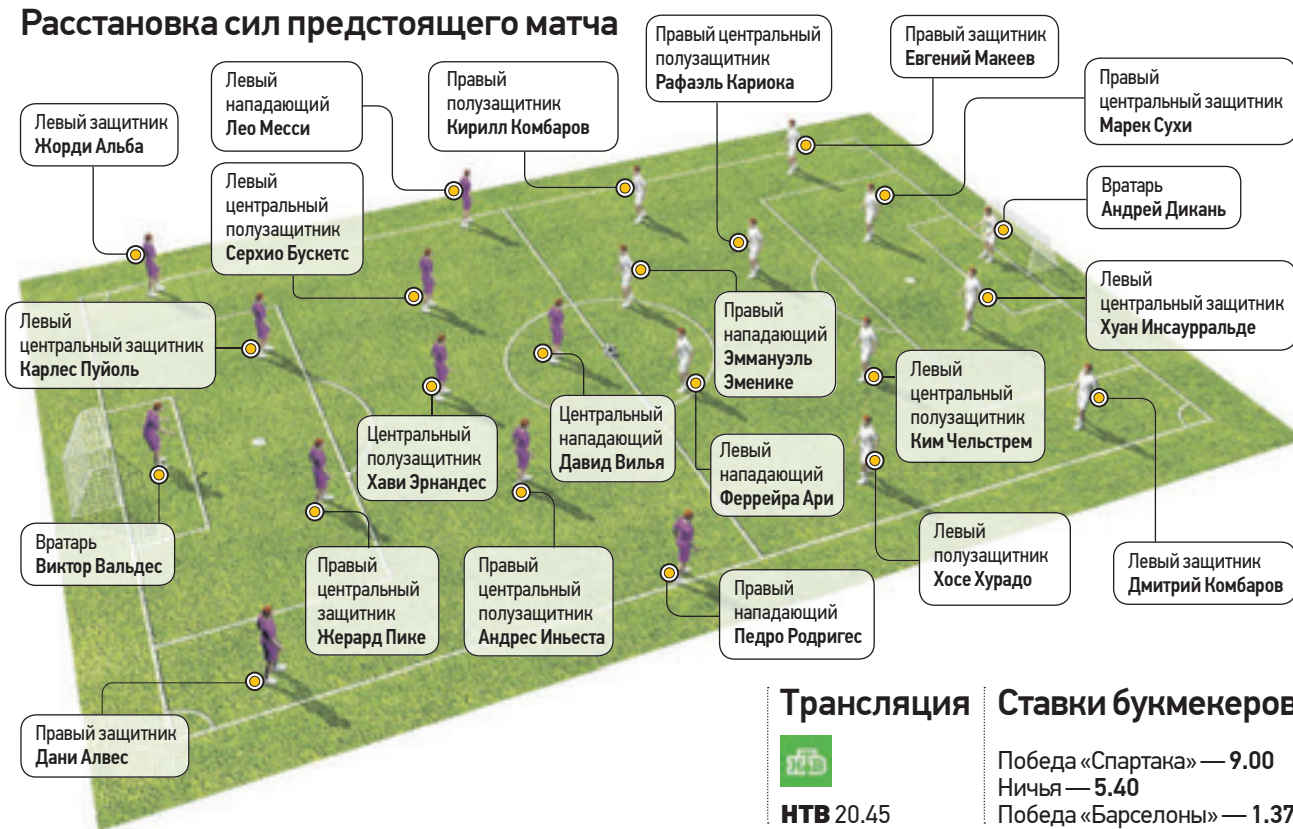 Расстановка сил предстоящего матча
Левый защитник
Жорди Альба
Левый
нападающий
Лео Месси
Правый
полузащитник
Кирилл Комбаров
Правый центральный
полузащитник
Рафаэль Кариока
Правый защитник
Евгений Макеев
Правый
центральный защитник
Марек Сухи
Левый
центральный
полузащитник
Серхио Бускетс
Вратарь
Андрей Дикань
Левый
центральный защитник
Карлес Пуйоль
Правый
нападающий
Эммануэль
Эменике
Левый
центральный защитник
Хуан Инсаурральде
Центральный
полузащитник
Хави Эрнандес
Центральный
нападающий
Давид Вилья
Левый
нападающий
Феррейра Ари
Левый
центральный
полузащитник
Ким Чельстрем
Вратарь
Виктор Вальдес
Правый
центральный
защитник
Жерард Пике
Правый
центральный
полузащитник
Андрес Иньеста
Правый
нападающий
Педро Родригес
Левый
полузащитник
Хосе Хурадо
Левый защитник
Дмитрий Комбаров
Правый защитник
Дани Алвес
Трансляция
НТВ
НТВ 20.45
Ставки букмекеров
Победа «Спартака» — 9.00
Ничья — 5.40
Победа «Барселоны» — 1.37